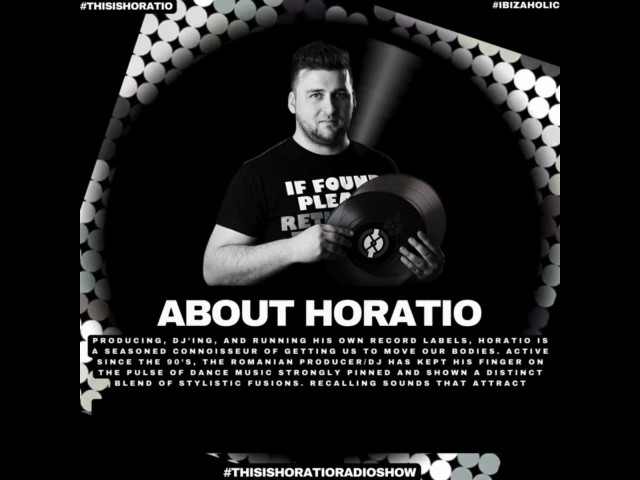 #THISISHORATIO
#IBIZAHOLIC
IF FOUND
PLEA
RET
ABOUT HORATIO
PRODUCING, DJ'ING, AND RUNNING HIS OWN RECORD LABELS, HORATIO IS
A SEASONED CONNOISSEUR OF GETTING US TO MOVE OUR BODIES. ACTIVE
SINCE THE 90'S, THE ROMANIAN PRODUCER/DJ HAS KEPT HIS FINGER ON
THE PULSE OF DANCE MUSIC STRONGLY PINNED AND SHOWN A DISTINCT
BLEND OF STYLISTIC FUSIONS. RECALLING SOUNDS THAT ATTRACT
#THISISHORATIORADIOSHOW